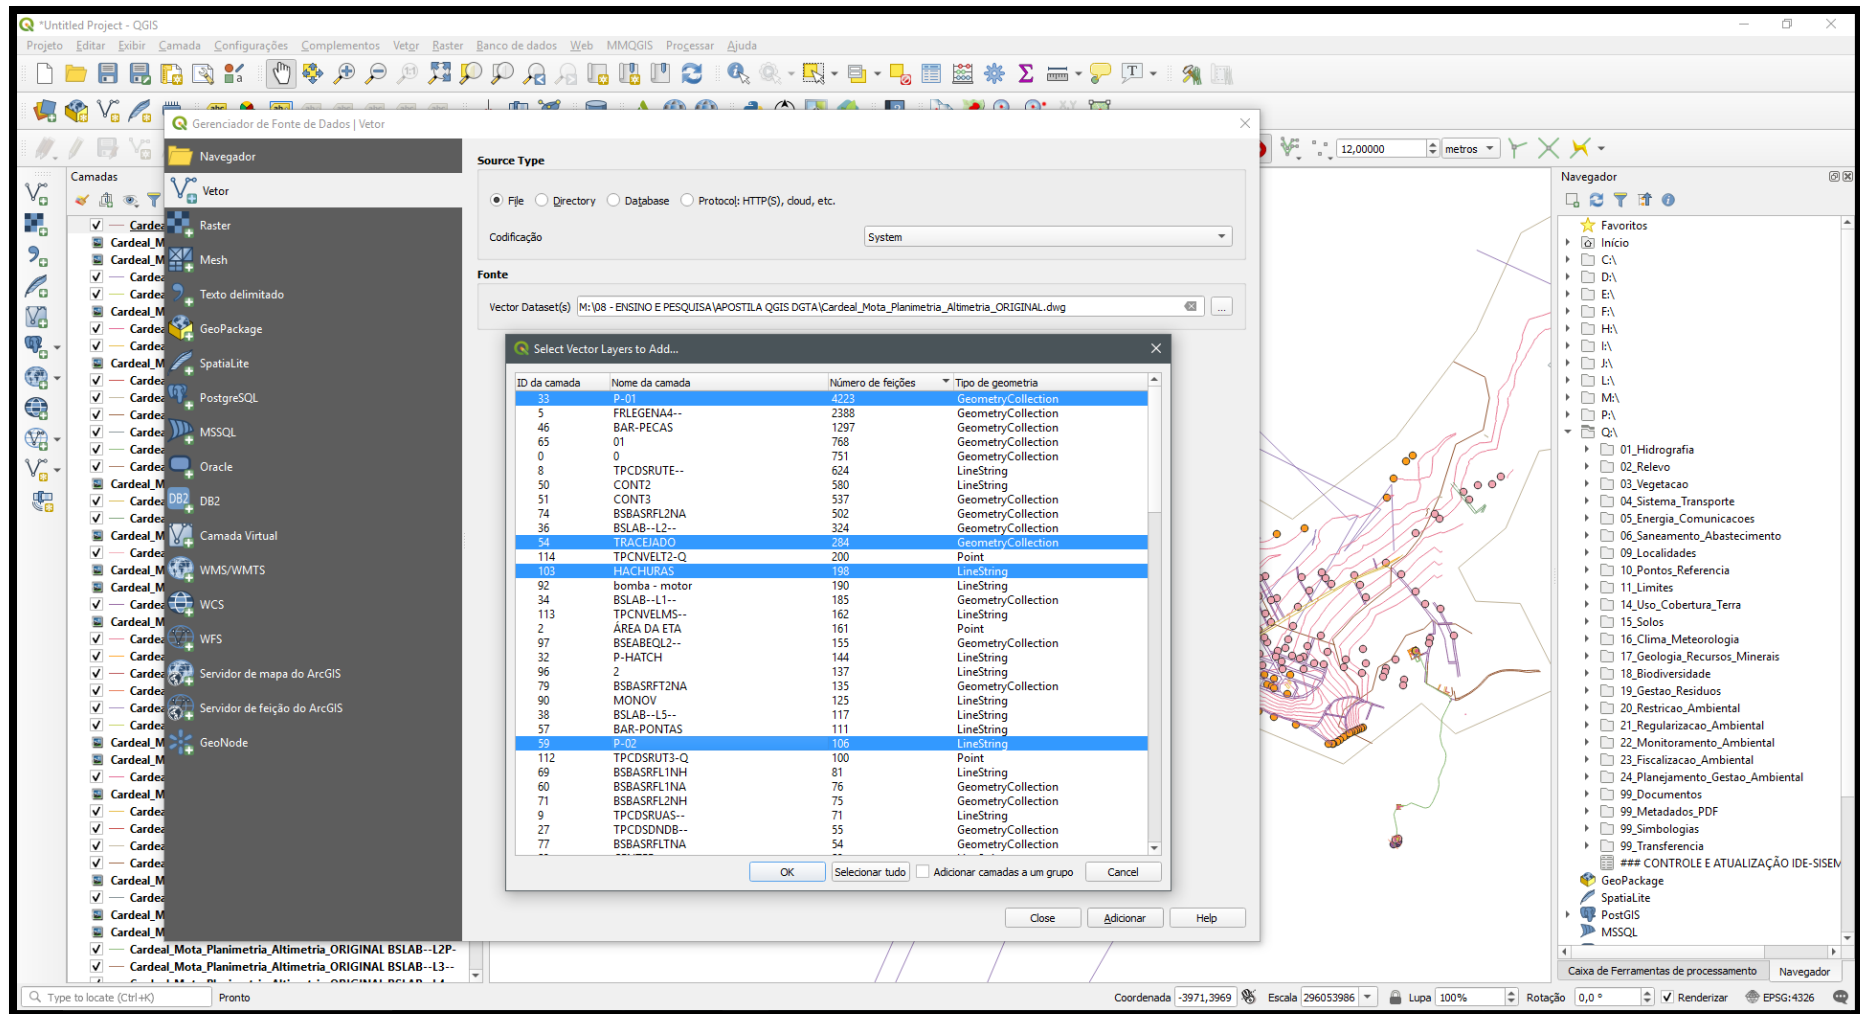 *Untitled Project - QGIS
Projeto Editar Exibir Camada Configurações Complementos Vetor Raster Banco de dados Web MMQGIS Processar Ajuda
Gerenciador de Fonte de Dados | Vetor
12,00000 metros
Camadas
Navegador
Vetor
Raster
Mesh
Texto delimitado
GeoPackage
SpatiaLite
PostgreSQL
MSSQL
Oracle
DB2
Camada Virtual
WMS/WMTS
WCS
WFS
Servidor de mapa do ArcGIS
Servidor de feição do ArcGIS
GeoNode
Cardeal_Mota_Planimetria_Altimetria_ORIGINAL BSLAB--L2P-
Cardeal_Mota_Planimetria_Altimetria_ORIGINAL BSLAB--L3--
Source Type
File Directory Database Protocol: HTTP(S), cloud, etc.
Codificação System
Fonte
Vector Dataset(s) M:\08 - ENSINO E PESQUISA\APOSTILA QGIS DGTA\Cardeal_Mota_Planimetria_Altimetria_ORIGINAL.dwg ...
Select Vector Layers to Add...
ID da camada Nome da camada Número de feições Tipo de geometria
33 P-01 4223 GeometryCollection
5 FRLEGENA4-- 2388 GeometryCollection
46 BAR-PECAS 1297 GeometryCollection
65 01 768 GeometryCollection
0 0 751 GeometryCollection
8 TPCDSRUTE-- 624 LineString
50 CONT2 580 LineString
51 CONT3 537 GeometryCollection
74 BSBASRFL2NA 502 GeometryCollection
36 BSLAB--L2-- 324 GeometryCollection
54 TRACEJADO 284 GeometryCollection
114 TPCNVELT2-Q 200 Point
103 HACHURAS 198 LineString
92 bomba - motor 190 LineString
34 BSLAB--L1-- 185 GeometryCollection
113 TPCNVELMS-- 162 LineString
2 ÁREA DA ETA 161 Point
97 BSEABEQL2-- 155 GeometryCollection
32 P-HATCH 144 LineString
96 2 137 LineString
79 BSBASRFT2NA 135 GeometryCollection
90 MONOV 125 LineString
38 BSLAB--L5-- 117 LineString
57 BAR-PONTAS 111 LineString
59 P-02 106 LineString
112 TPCDSRUT3-Q 100 Point
69 BSBASRFL1NH 81 LineString
60 BSBASRFL1NA 76 GeometryCollection
71 BSBASRFL2NH 75 GeometryCollection
9 TPCDSRUAS-- 71 LineString
27 TPCDSDNDB-- 55 GeometryCollection
77 BSBASRFLTNA 54 GeometryCollection
OK Selecionar tudo Adicionar camadas a um grupo Cancel
Close Adicionar Help
Navegador
Favoritos
Início
C:\
D:\
E:\
F:\
H:\
I:\
J:\
L:\
M:\
P:\
Q:\
01_Hidrografia
02_Relevo
03_Vegetacao
04_Sistema_Transporte
05_Energia_Comunicacoes
06_Saneamento_Abastecimento
09_Localidades
10_Pontos_Referencia
11_Limites
14_Uso_Cobertura_Terra
15_Solos
16_Clima_Meteorologia
17_Geologia_Recursos_Minerais
18_Biodiversidade
19_Gestao_Residuos
20_Restricao_Ambiental
21_Regularizacao_Ambiental
22_Monitoramento_Ambiental
23_Fiscalizacao_Ambiental
24_Planejamento_Gestao_Ambiental
99_Documentos
99_Metadados_PDF
99_Simbologias
99_Transferencia
### CONTROLE E ATUALIZAÇÃO IDE-SISEM
GeoPackage
SpatiaLite
PostGIS
MSSQL
Caixa de Ferramentas de processamento Navegador
Type to locate (Ctrl+K) Pronto Coordenada -3971,3969 Escala 296053986 Lupa 100% Rotação 0,0 ° Renderizar EPSG:4326